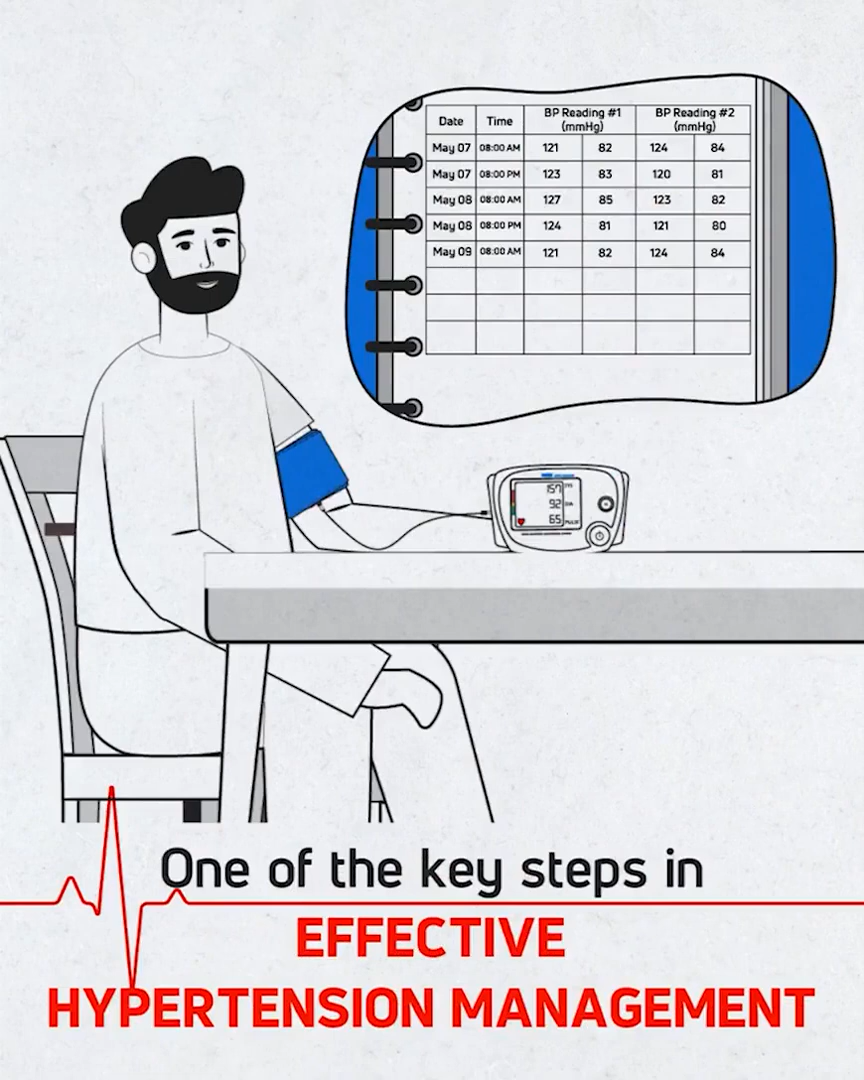 Date Time BP Reading #1 (mmHg) BP Reading #2 (mmHg)
May 07 08:00 AM 121 82 124 84
May 07 08:00 PM 123 83 120 81
May 08 08:00 AM 127 85 123 82
May 08 08:00 PM 124 81 121 80
May 09 08:00 AM 121 82 124 84
157 SYS
92 DIA
65 PULSE
One of the key steps in
EFFECTIVE
HYPERTENSION MANAGEMENT